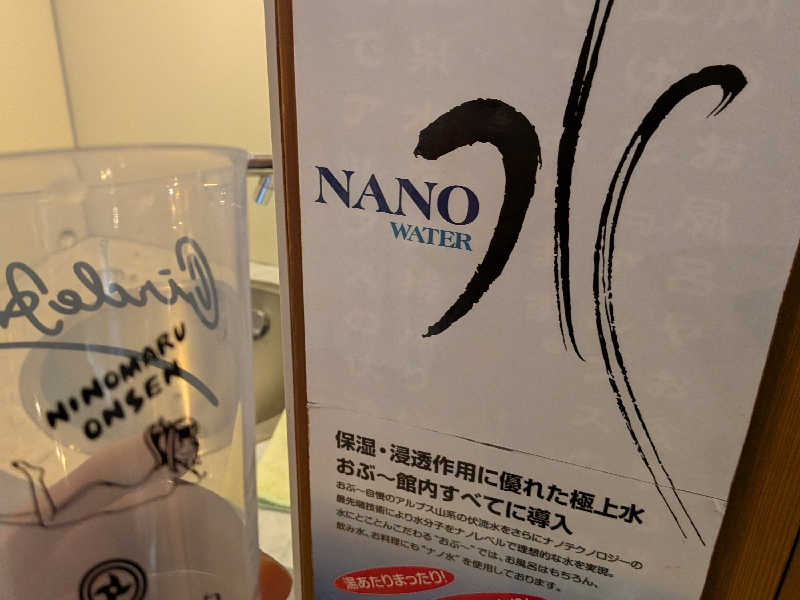 水
NANO
WATER
NINOMARU
ONSEN
保湿・浸透作用に優れた極上水
おぶ～館内すべてに導入
おぶ～自慢のアルプス山系の伏流水をさらにナノテクノロジーの
最先端技術により水分子をナノレベルで理想的な水を実現。
水にとことんこだわる"おぶ～"では、お風呂はもちろん、
飲み水、お料理にも"ナノ水"を使用しております。
湯あたりまったり!